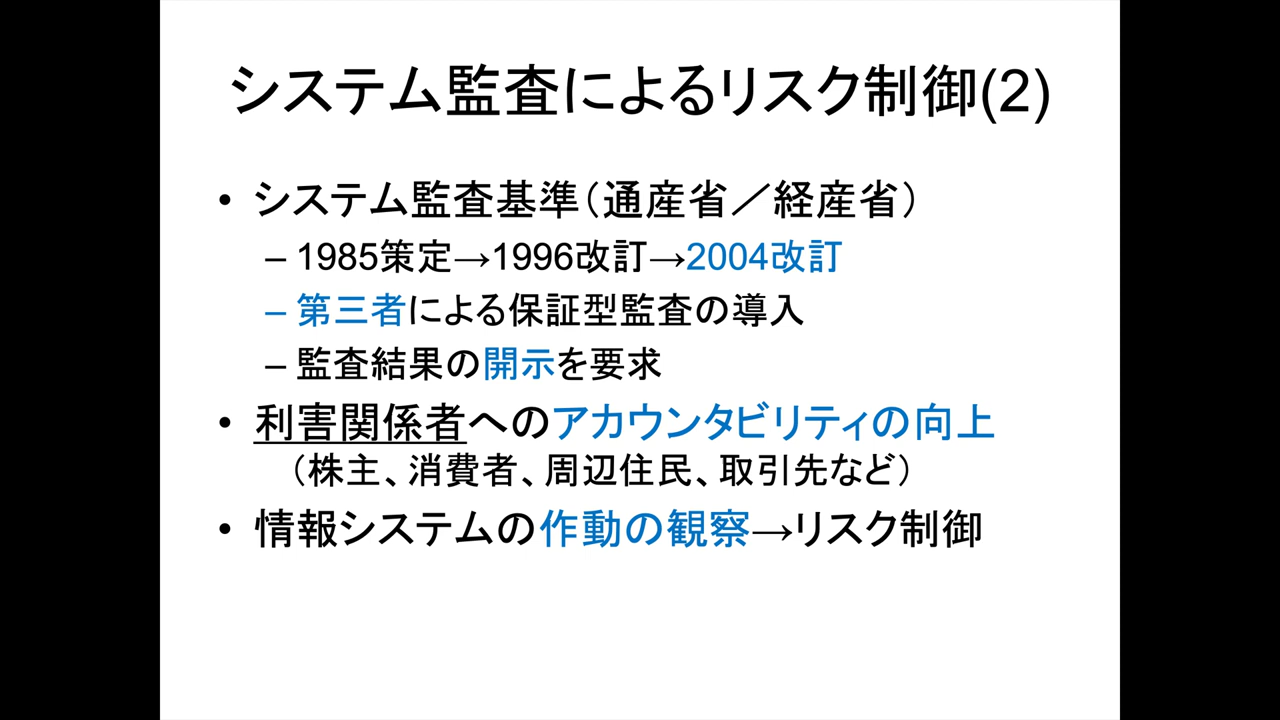 システム監査によるリスク制御(2)
• システム監査基準（通産省／経産省）
– 1985策定→1996改訂→2004改訂
– 第三者による保証型監査の導入
– 監査結果の開示を要求
• 利害関係者へのアカウンタビリティの向上
（株主、消費者、周辺住民、取引先など）
• 情報システムの作動の観察→リスク制御